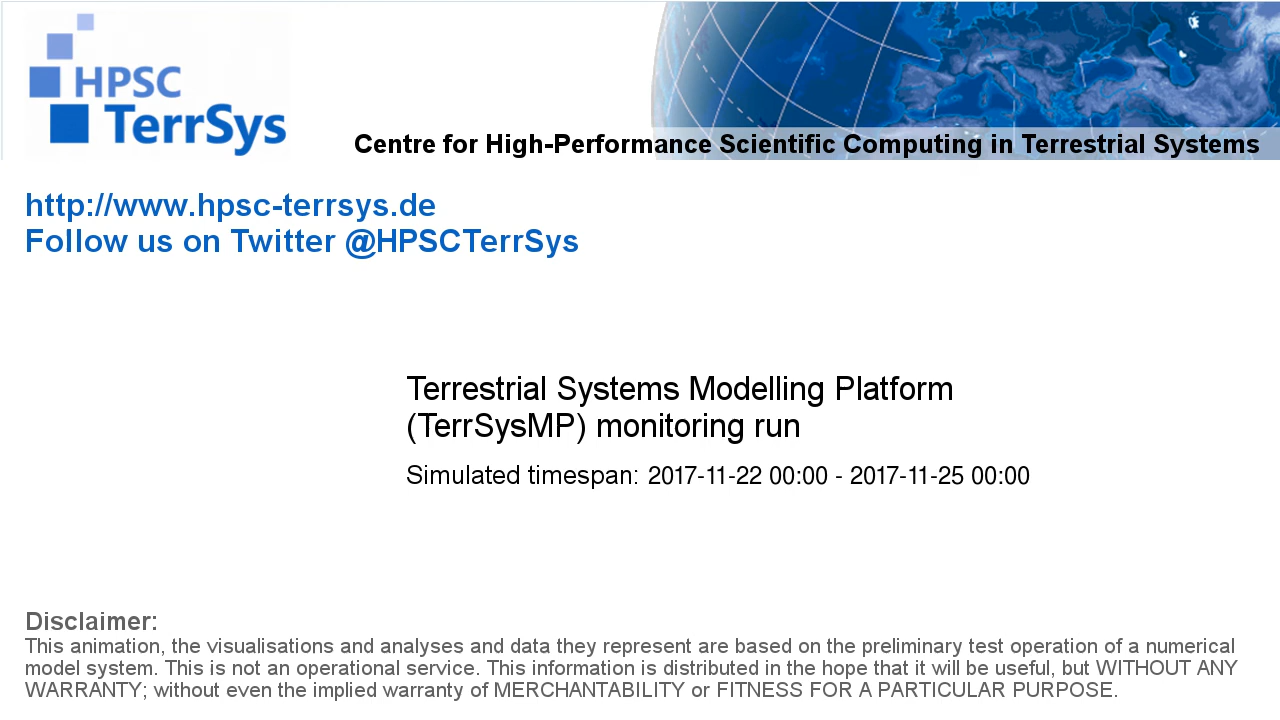 HPSC
TerrSys
Centre for High-Performance Scientific Computing in Terrestrial Systems
http://www.hpsc-terrsys.de
Follow us on Twitter @HPSCTerrSys
Terrestrial Systems Modelling Platform
(TerrSysMP) monitoring run
Simulated timespan: 2017-11-22 00:00 - 2017-11-25 00:00
Disclaimer:
This animation, the visualisations and analyses and data they represent are based on the preliminary test operation of a numerical
model system. This is not an operational service. This information is distributed in the hope that it will be useful, but WITHOUT ANY
WARRANTY; without even the implied warranty of MERCHANTABILITY or FITNESS FOR A PARTICULAR PURPOSE.